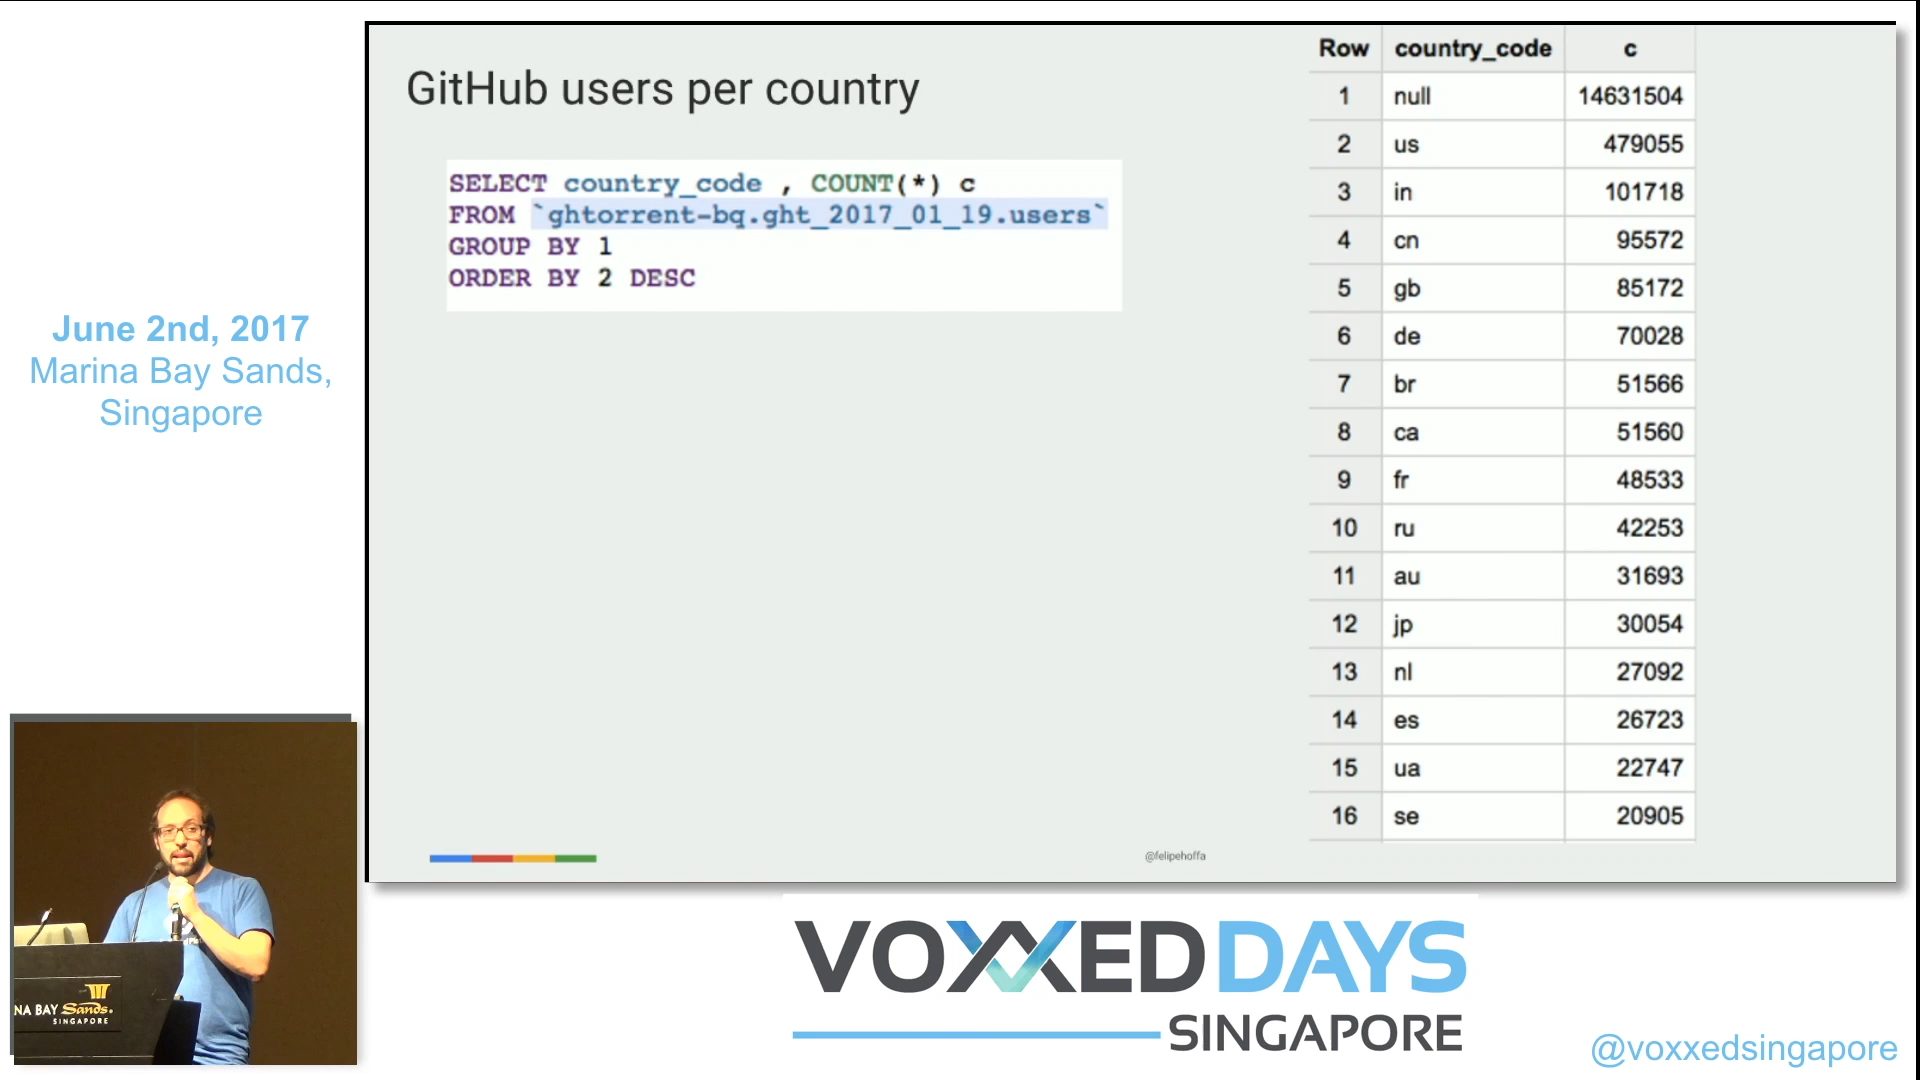 June 2nd, 2017
Marina Bay Sands,
Singapore
GitHub users per country
SELECT country_code , COUNT(*) c
FROM `ghtorrent-bq.ght_2017_01_19.users`
GROUP BY 1
ORDER BY 2 DESC
Row country_code c
1 null 14631504
2 us 479055
3 in 101718
4 cn 95572
5 gb 85172
6 de 70028
7 br 51566
8 ca 51560
9 fr 48533
10 ru 42253
11 au 31693
12 jp 30054
13 nl 27092
14 es 26723
15 ua 22747
16 se 20905
@felipehoffa
NA BAY Sands.
SINGAPORE
VOXXED DAYS
SINGAPORE
@voxxedsingapore